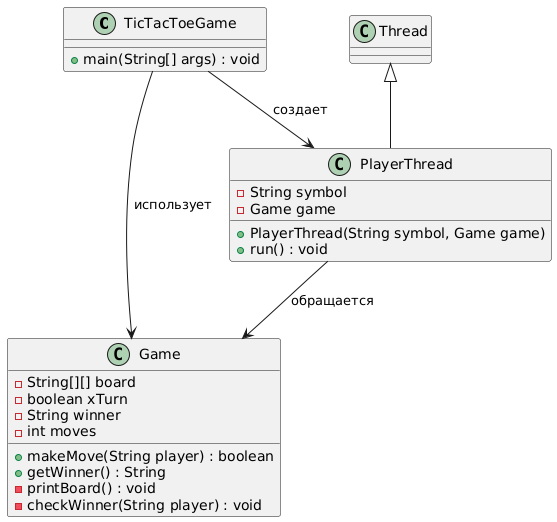 C TicTacToeGame
main(String[] args) : void
C Thread
создает
C PlayerThread
String symbol
Game game
PlayerThread(String symbol, Game game)
run() : void
использует
обращается
C Game
String[][] board
boolean xTurn
String winner
int moves
makeMove(String player) : boolean
getWinner() : String
printBoard() : void
checkWinner(String player) : void